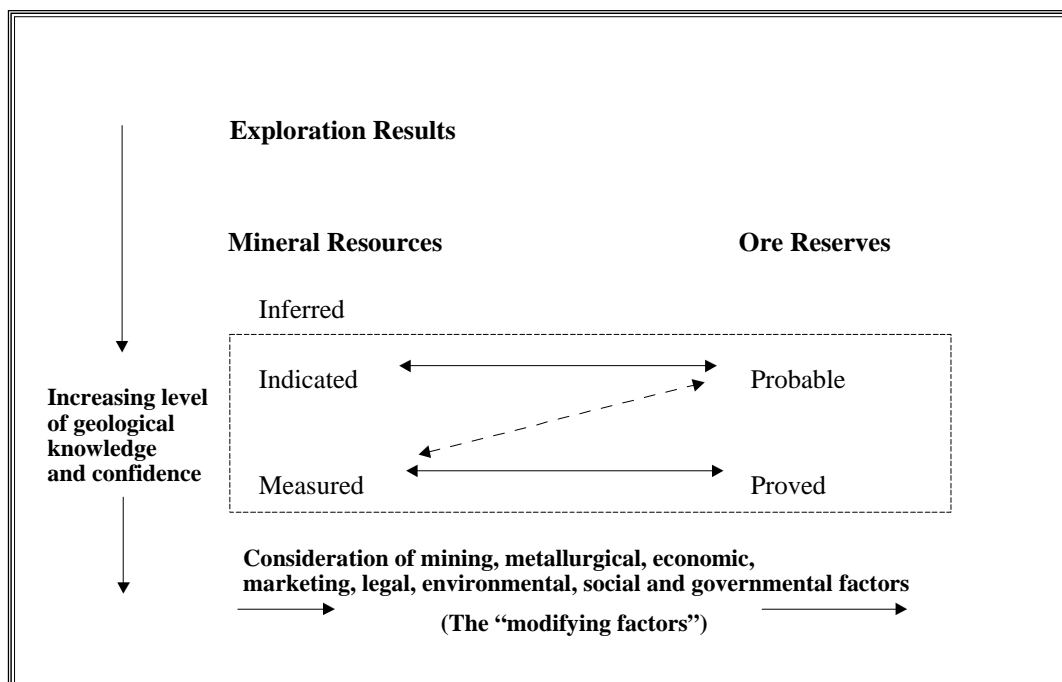 Exploration Results
Mineral Resources
Ore Reserves
Inferred
Indicated
Probable
Increasing level
of geological
knowledge
and confidence
Measured
Proved
Consideration of mining, metallurgical, economic,
marketing, legal, environmental, social and governmental factors
(The “modifying factors”)